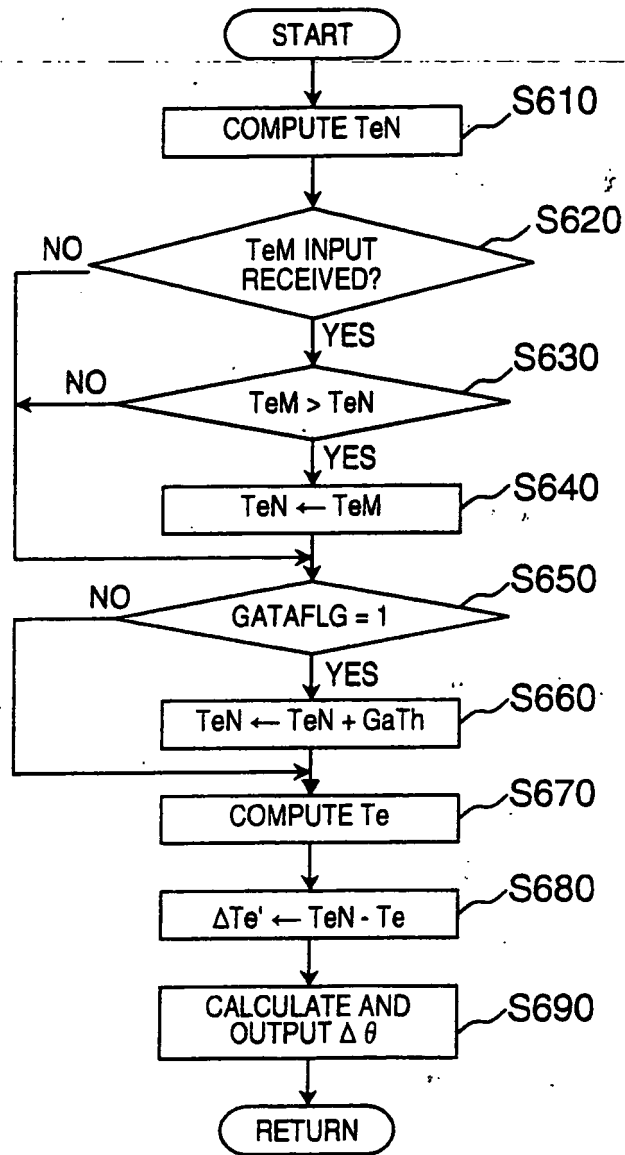 START
COMPUTE TeN
S610
TeM INPUT
RECEIVED?
S620
NO
YES
TeM > TeN
S630
NO
YES
TeN ← TeM
S640
GATAFLG = 1
S650
NO
YES
TeN ← TeN + GaTh
S660
COMPUTE Te
S670
ΔTe' ← TeN - Te
S680
CALCULATE AND
OUTPUT Δ θ
S690
RETURN